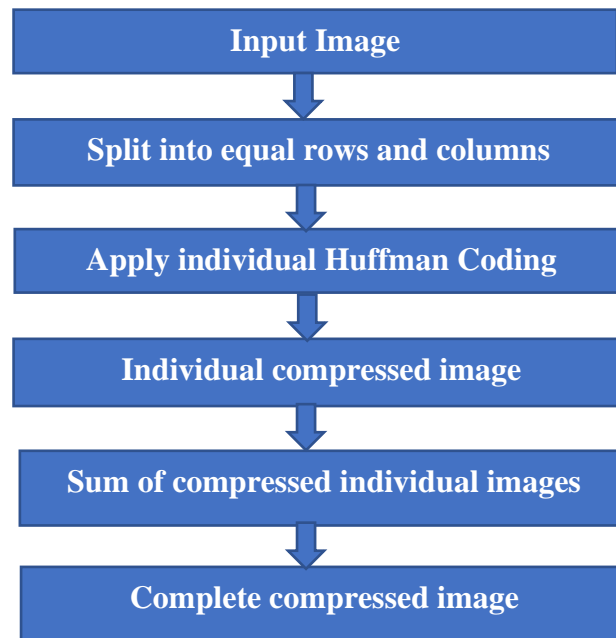 Input Image
Split into equal rows and columns
Apply individual Huffman Coding
Individual compressed image
Sum of compressed individual images
Complete compressed image